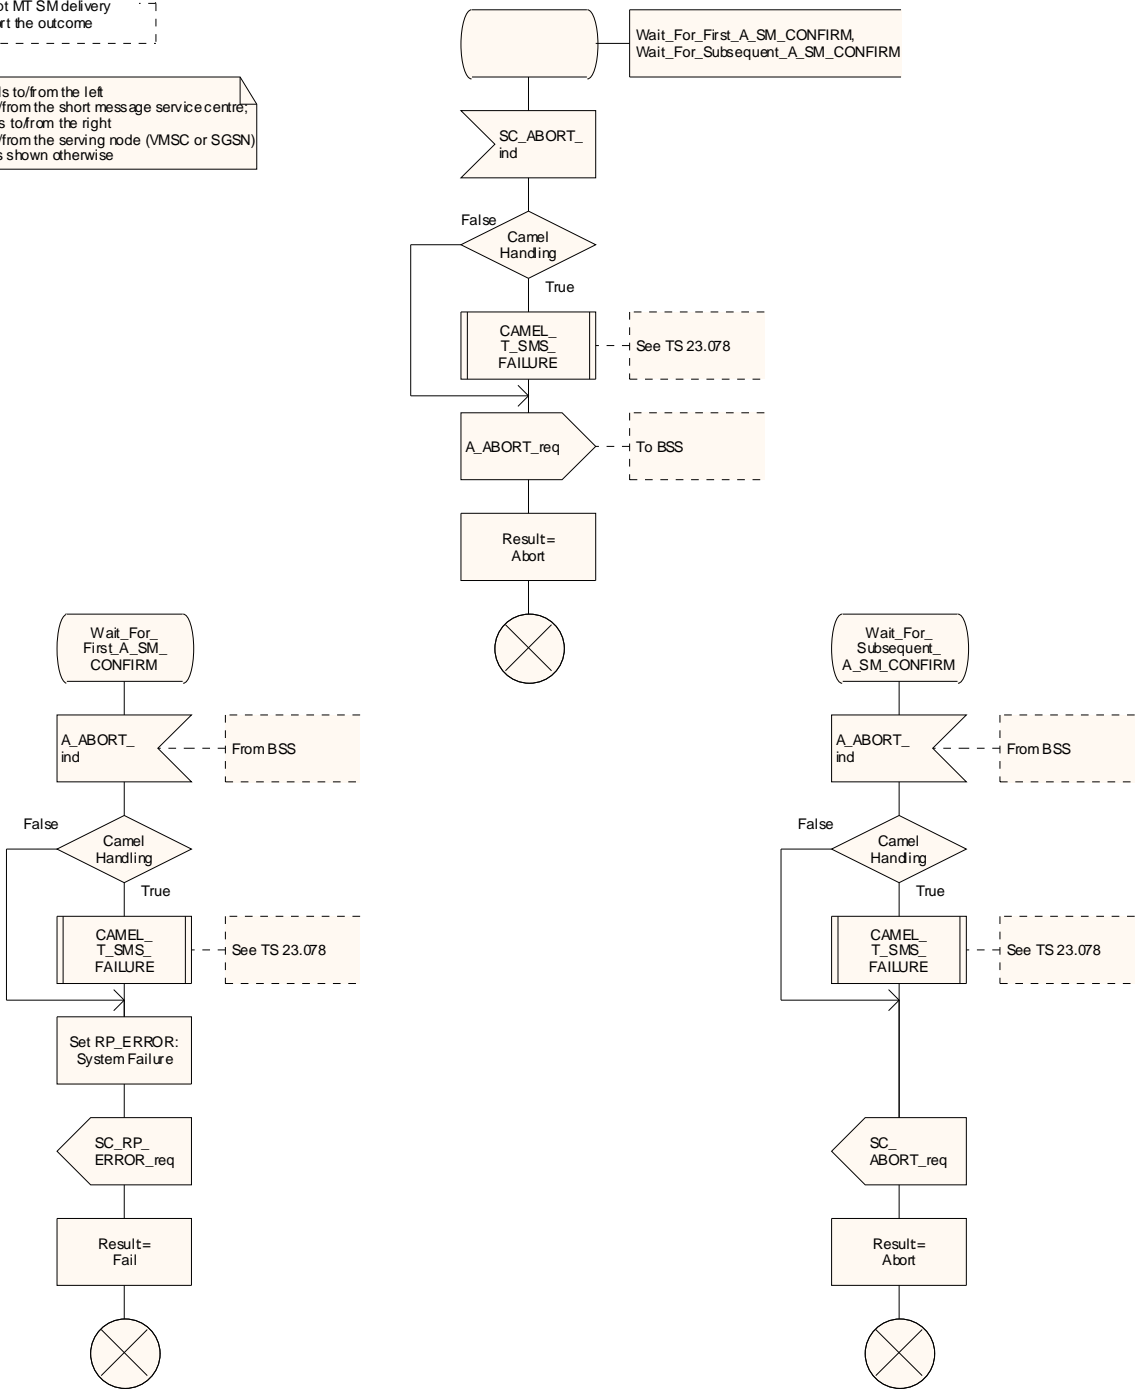 MT SM delivery
the outcome
to/from the left
/from the short message service centre;
to/from the right
/from the serving node (VMSC or SGSN)
shown otherwise
Wait_For_First_A_SM_CONFIRM,
Wait_For_Subsequent_A_SM_CONFIRM
SC_ABORT_
ind
False
Camel
Handling
True
CAMEL_
T_SMS_
FAILURE
See TS 23.078
A_ABORT_req
To BSS
Result=
Abort
Wait_For_
First_A_SM_
CONFIRM
A_ABORT_
ind
From BSS
False
Camel
Handling
True
CAMEL_
T_SMS_
FAILURE
See TS 23.078
Set RP_ERROR:
System Failure
SC_RP_
ERROR_req
Result=
Fail
Wait_For_
Subsequent_
A_SM_CONFIRM
A_ABORT_
ind
From BSS
False
Camel
Handling
True
CAMEL_
T_SMS_
FAILURE
See TS 23.078
SC_
ABORT_req
Result=
Abort